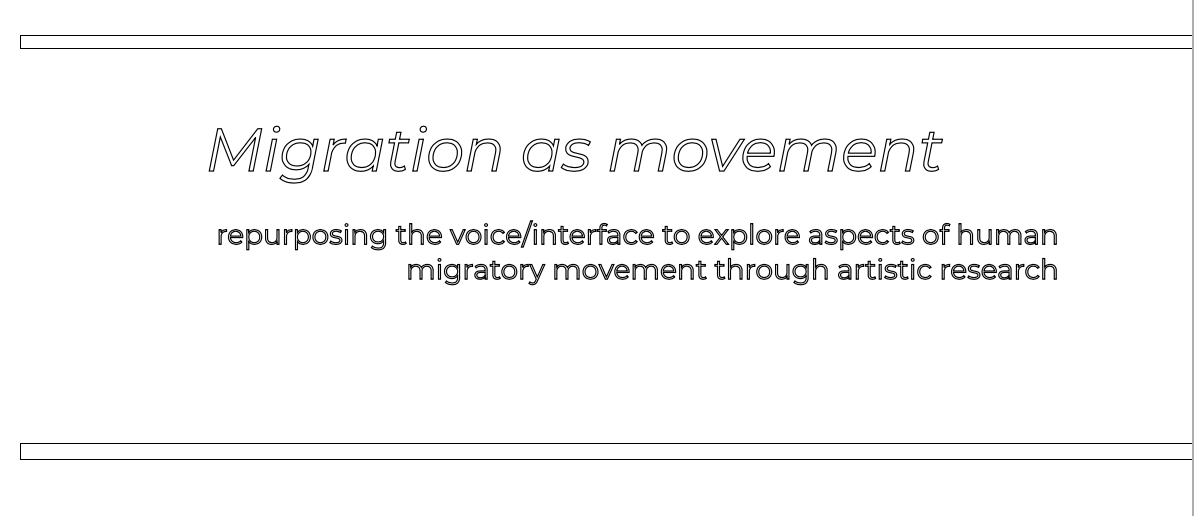 Migration as movement
repurposing the voice/interface to explore aspects of human
migratory movement through artistic research